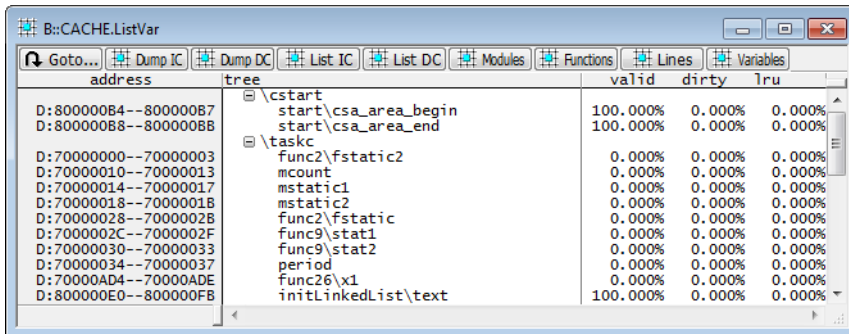 B::CACHE.ListVar
Goto... Dump IC Dump DC List IC List DC Modules Functions Lines Variables
address tree valid dirty lru
\cstart
D:800000B4--800000B7 start\csa_area_begin 100.000% 0.000% 0.000%
D:800000B8--800000BB start\csa_area_end 100.000% 0.000% 0.000%
\taskc
D:70000000--70000003 func2\fstatic2 0.000% 0.000% 0.000%
D:70000010--70000013 mcount 0.000% 0.000% 0.000%
D:70000014--70000017 mstatic1 0.000% 0.000% 0.000%
D:70000018--7000001B mstatic2 0.000% 0.000% 0.000%
D:70000028--7000002B func2\fstatic 0.000% 0.000% 0.000%
D:7000002C--7000002F func9\stat1 0.000% 0.000% 0.000%
D:70000030--70000033 func9\stat2 0.000% 0.000% 0.000%
D:70000034--70000037 period 0.000% 0.000% 0.000%
D:70000AD4--70000ADE func26\x1 0.000% 0.000% 0.000%
D:800000E0--800000FB initLinkedList\text 100.000% 0.000% 0.000%